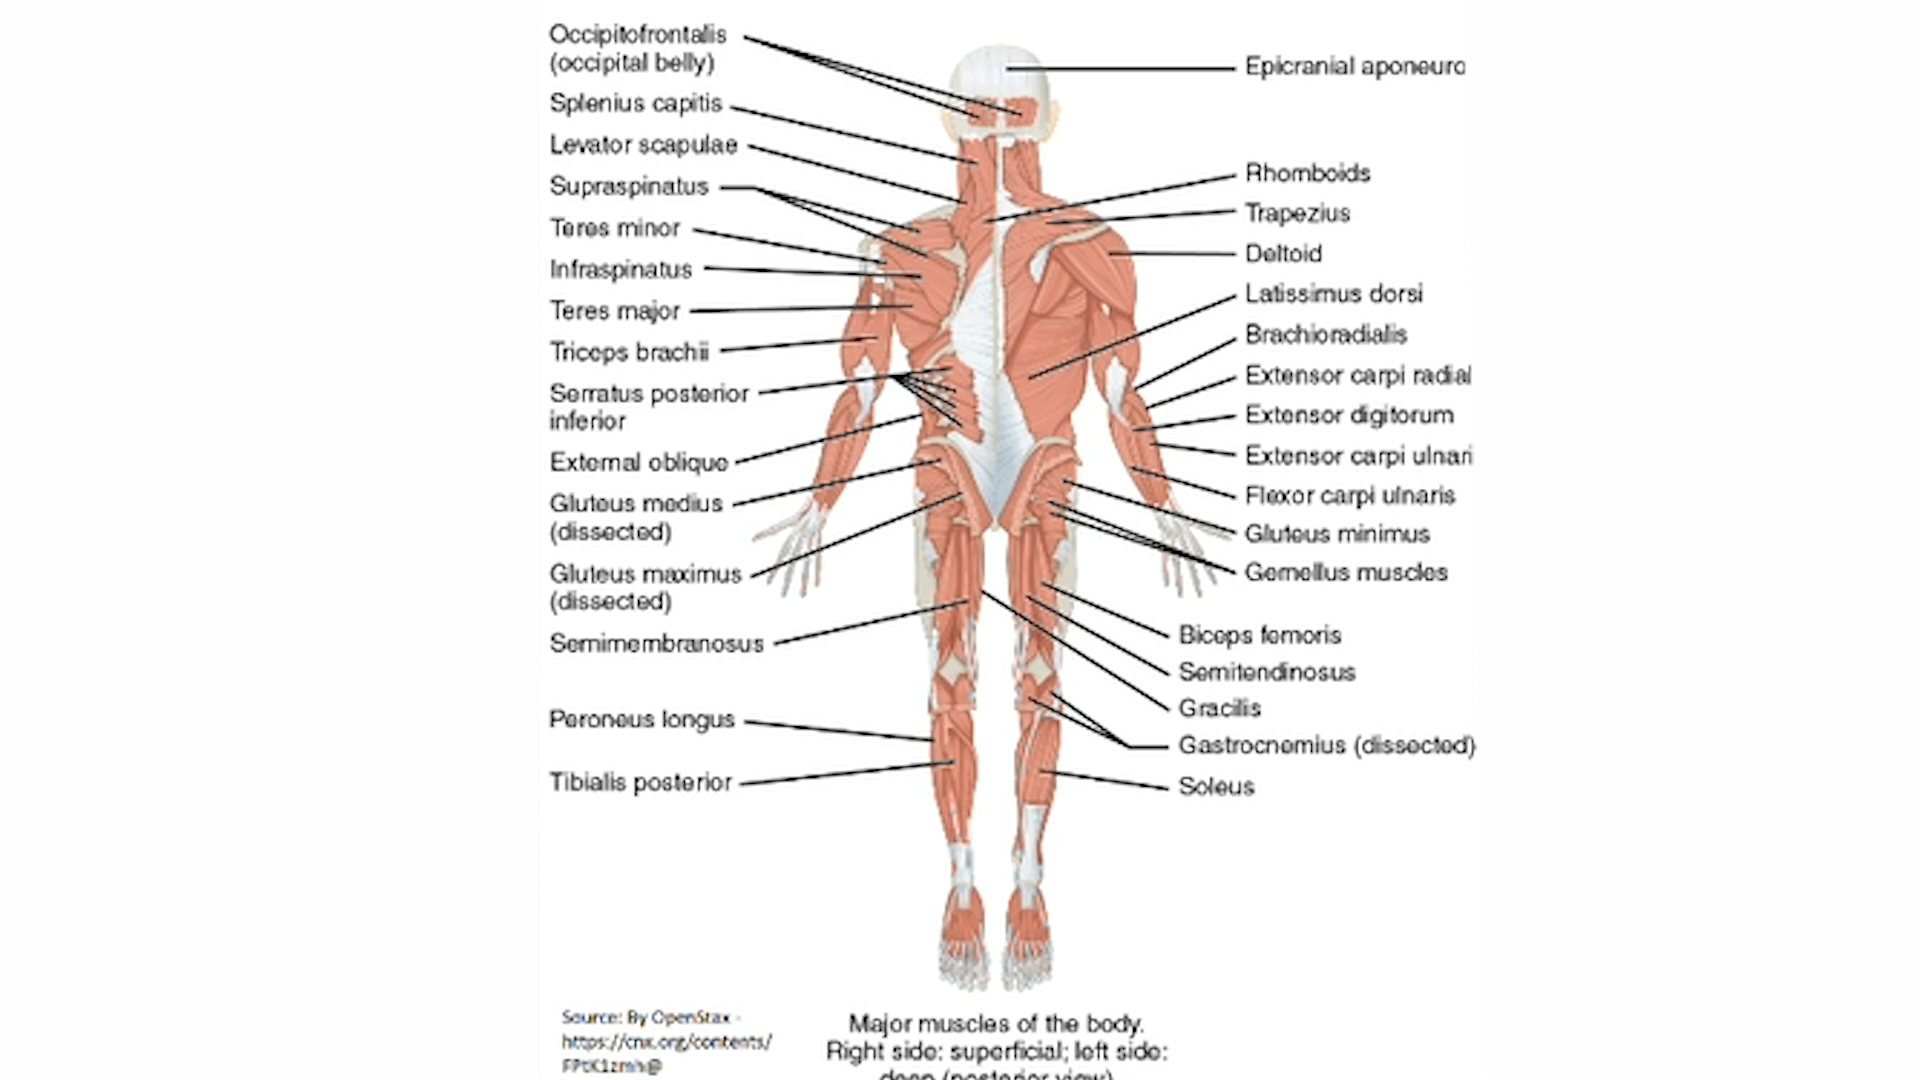 Occipitofrontalis
(occipital belly)
Splenius capitis
Levator scapulae
Supraspinatus
Teres minor
Infraspinatus
Teres major
Triceps brachii
Serratus posterior
inferior
External oblique
Gluteus medius
(dissected)
Gluteus maximus
(dissected)
Semimembranosus
Peroneus longus
Tibialis posterior
Epicranial aponeuro
Rhomboids
Trapezius
Deltoid
Latissimus dorsi
Brachioradialis
Extensor carpi radial
Extensor digitorum
Extensor carpi ulnari
Flexor carpi ulnaris
Gluteus minimus
Gemellus muscles
Biceps femoris
Semitendinosus
Gracilis
Gastrocnemius (dissected)
Soleus
Source: By OpenStax -
https://cnx.org/contents/
Major muscles of the body.
Right side: superficial; left side:
deep (posterior view)